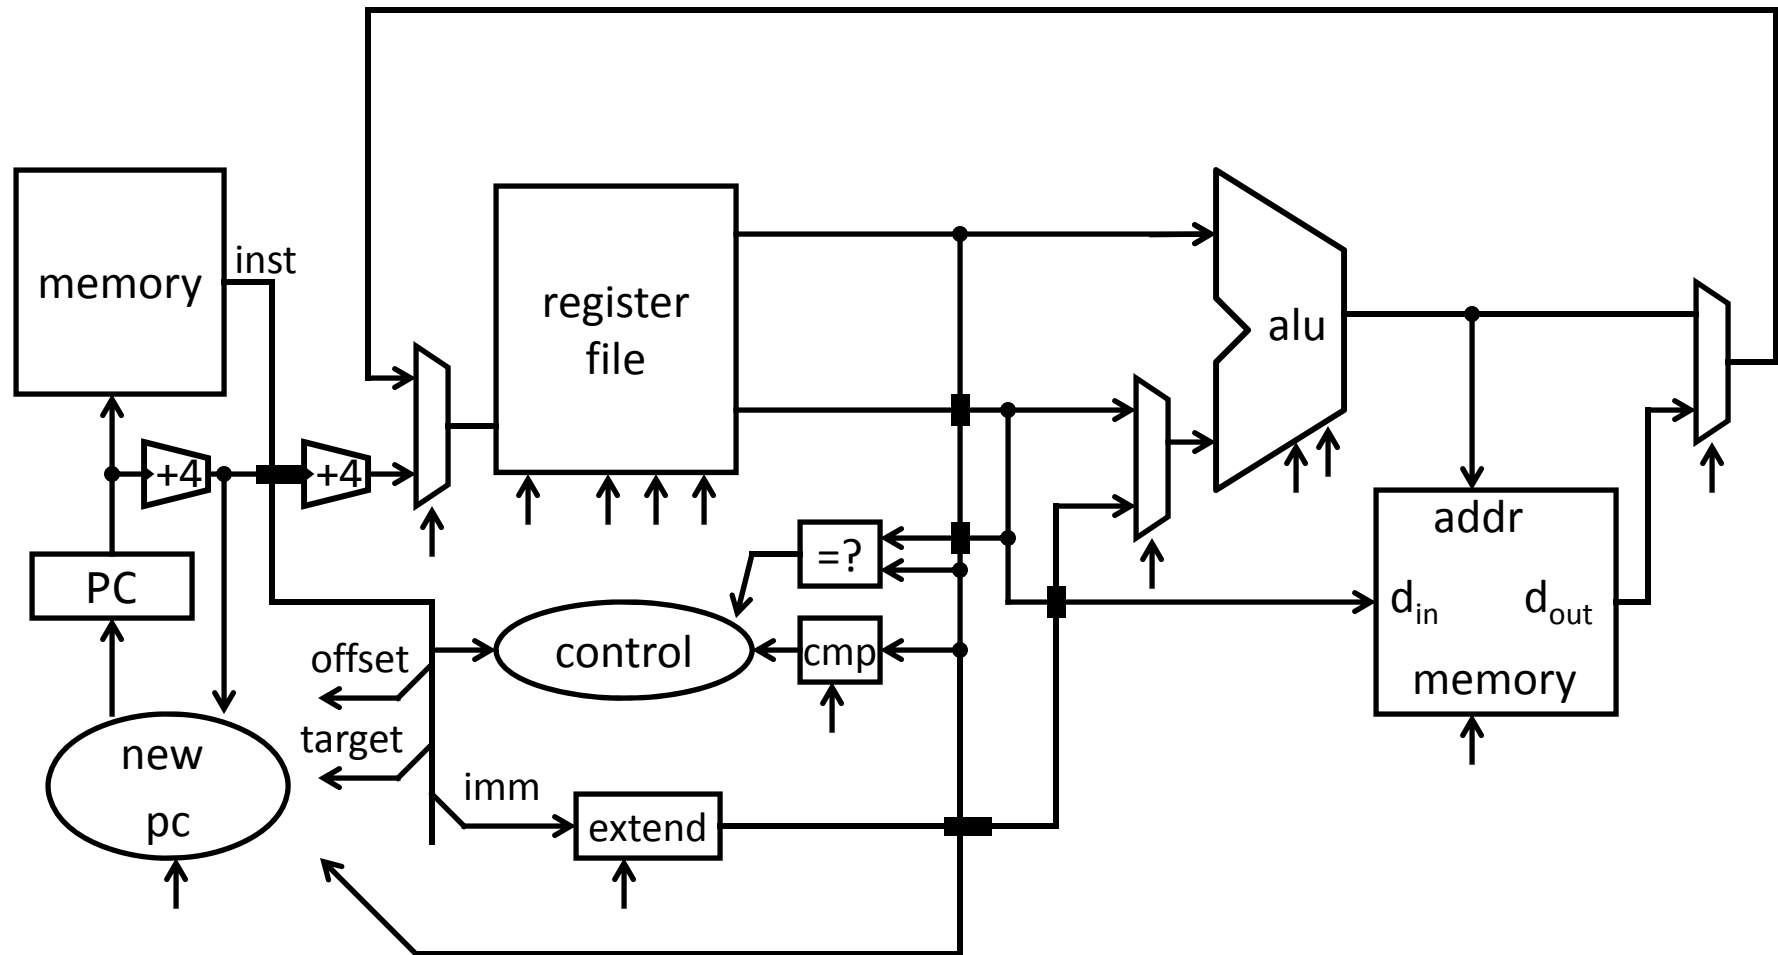 memory
inst
register
file
alu
+4
+4
addr
=?
PC
d_in
d_out
control
cmp
offset
memory
target
new
pc
imm
extend